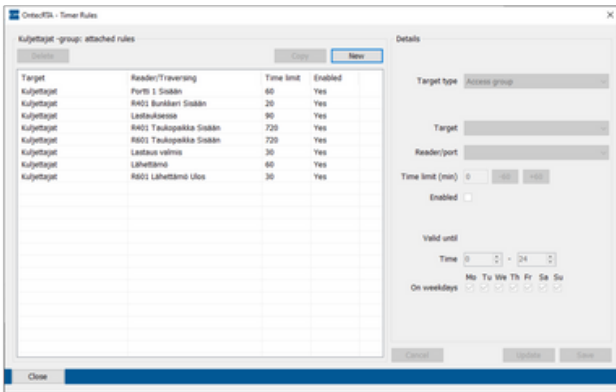 OntecRTA - Timer Rules
Kuljettajat -group: attached rules
Delete Copy New
Target Reader/Traversing Time limit Enabled
Kuljettajat Portti 1 Sisään 60 Yes
Kuljettajat R401 Bunkkeri Sisään 20 Yes
Kuljettajat Lastauksessa 90 Yes
Kuljettajat R401 Taukopaikka Sisään 720 Yes
Kuljettajat R601 Taukopaikka Sisään 720 Yes
Kuljettajat Lastaus valmis 30 Yes
Kuljettajat Lähettämö 60 Yes
Kuljettajat R601 Lähettämö Ulos 30 Yes
Details
Target type Access group
Target
Reader/port
Time limit (min) 0 -60 +60
Enabled
Valid until
Time 0 - 24
Mo Tu We Th Fr Sa Su
On weekdays
Cancel Update Save
Close